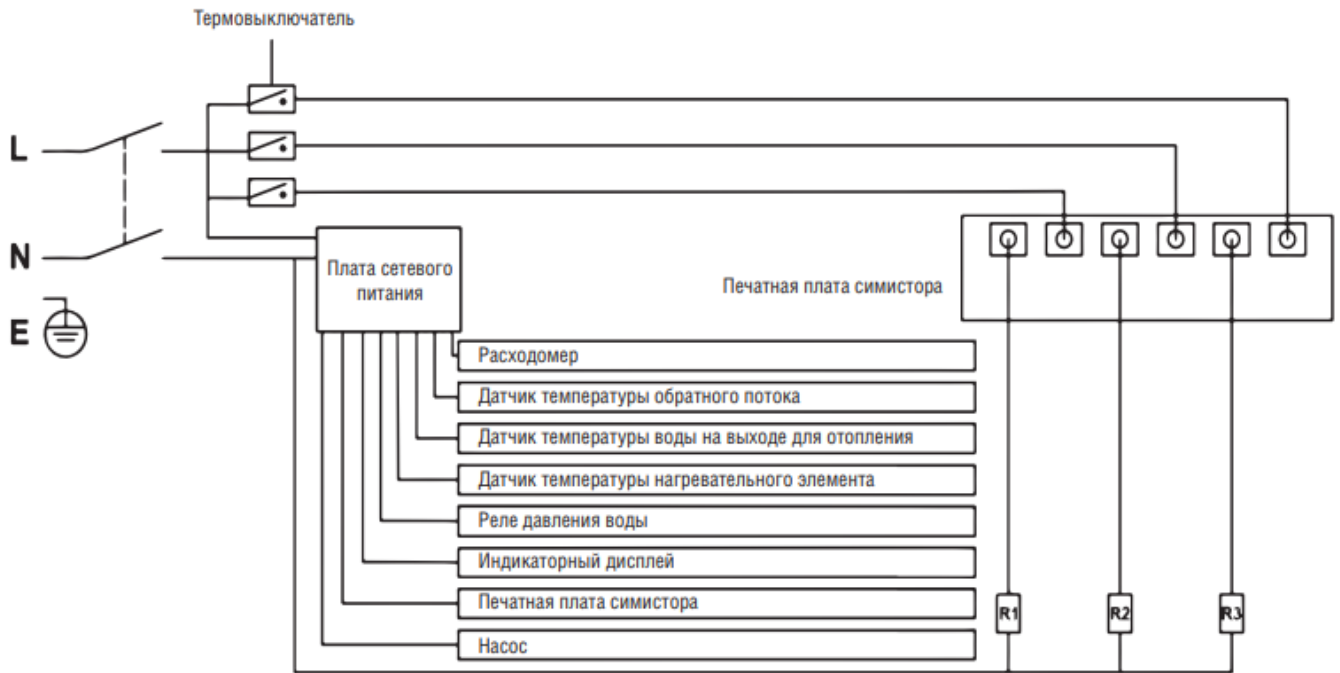 Термовыключатель
L
N
E
Плата сетевого
питания
Печатная плата симистора
Расходомер
Датчик температуры обратного потока
Датчик температуры воды на выходе для отопления
Датчик температуры нагревательного элемента
Реле давления воды
Индикаторный дисплей
Печатная плата симистора
Насос
R1
R2
R3